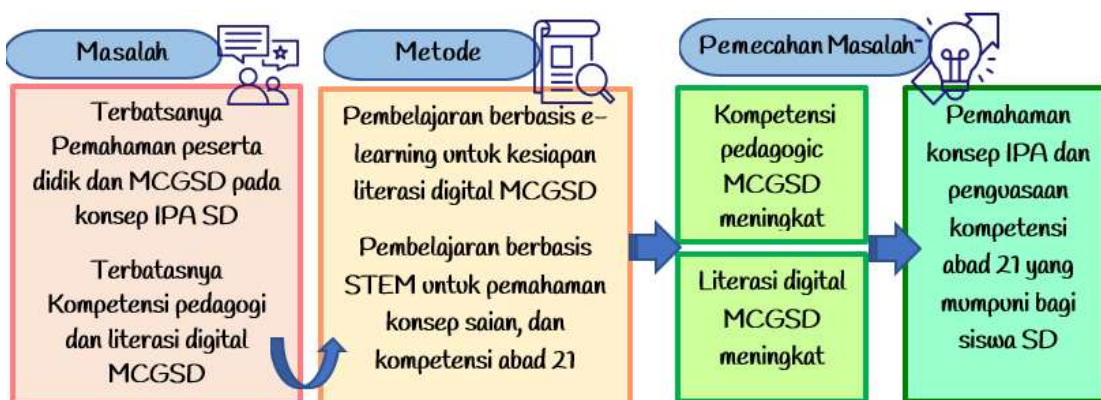 Masalah
Terbatsanya
Pemahaman peserta
didik dan MCGSD pada
konsep IPA SD
Terbatasnya
Kompetensi pedagogi
dan literasi digital
MCGSD
Metode
Pembelajaran berbasis e-
learning untuk kesiapan
literasi digital MCGSD
Pembelajaran berbasis
STEM untuk pemahaman
konsep saian, dan
kompetensi abad 21
Pemecahan Masalah
Kompetensi
pedagogic
MCGSD
meningkat
Literasi digital
MCGSD
meningkat
Pemahaman
konsep IPA dan
penguasaan
kompetensi
abad 21 yang
mumpuni bagi
siswa SD